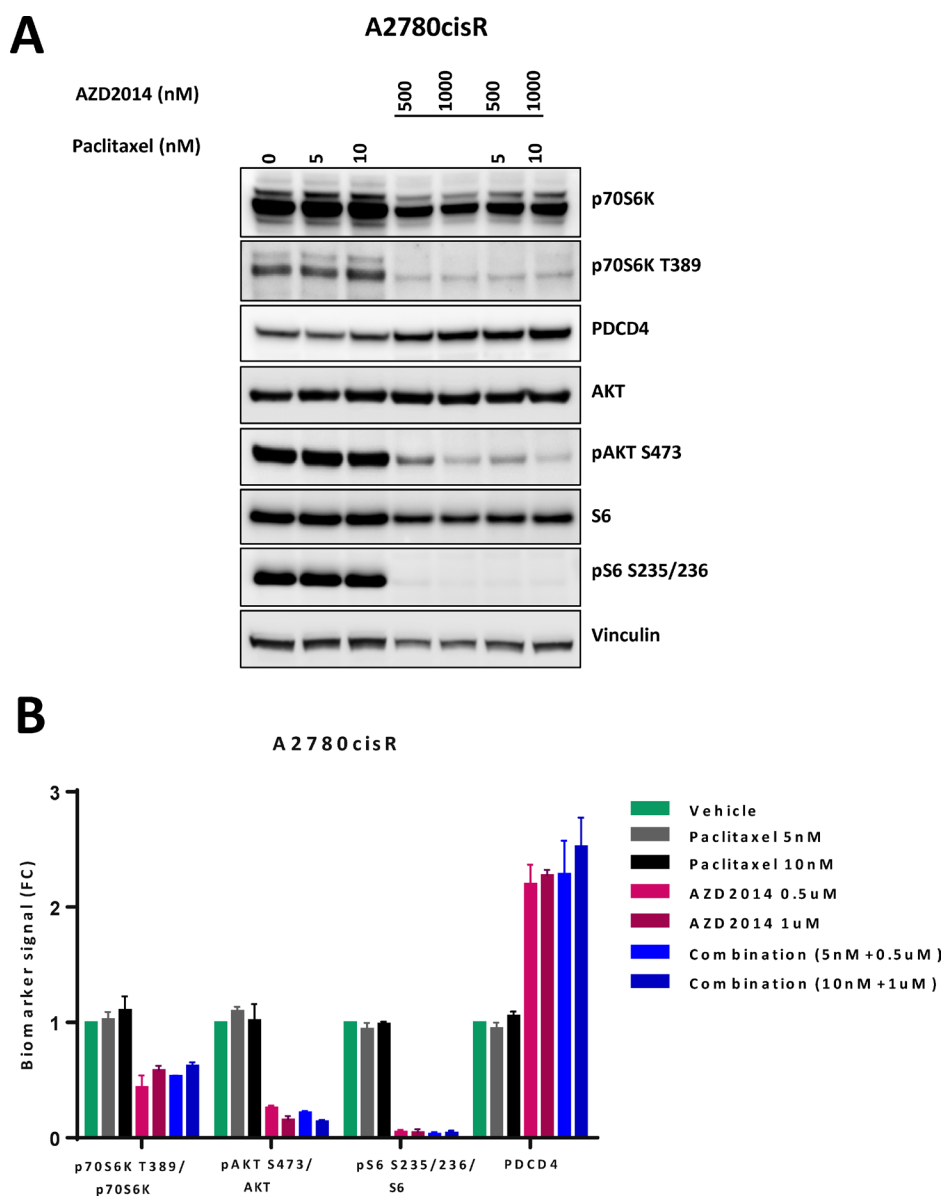 A
A2780cisR
AZD2014 (nM)
500
1000
500
1000
Paclitaxel (nM)
0
5
10
5
10
p70S6K
p70S6K T389
PDCD4
AKT
pAKT S473
S6
pS6 S235/236
Vinculin
B
A2780cisR
Biomarker signal (FC)
3
2
1
0
p70S6K T389/
p70S6K
pAKT S473/
AKT
pS6 S235/236/
S6
PDCD4
Vehicle
Paclitaxel 5nM
Paclitaxel 10nM
AZD2014 0.5uM
AZD2014 1uM
Combination (5nM+0.5uM)
Combination (10nM+1uM)